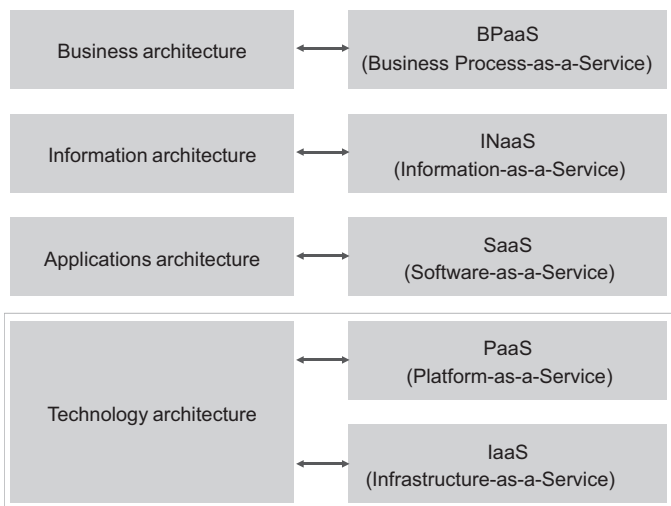 Business architecture
BPaaS
(Business Process-as-a-Service)
Information architecture
INaaS
(Information-as-a-Service)
Applications architecture
SaaS
(Software-as-a-Service)
Technology architecture
PaaS
(Platform-as-a-Service)
IaaS
(Infrastructure-as-a-Service)